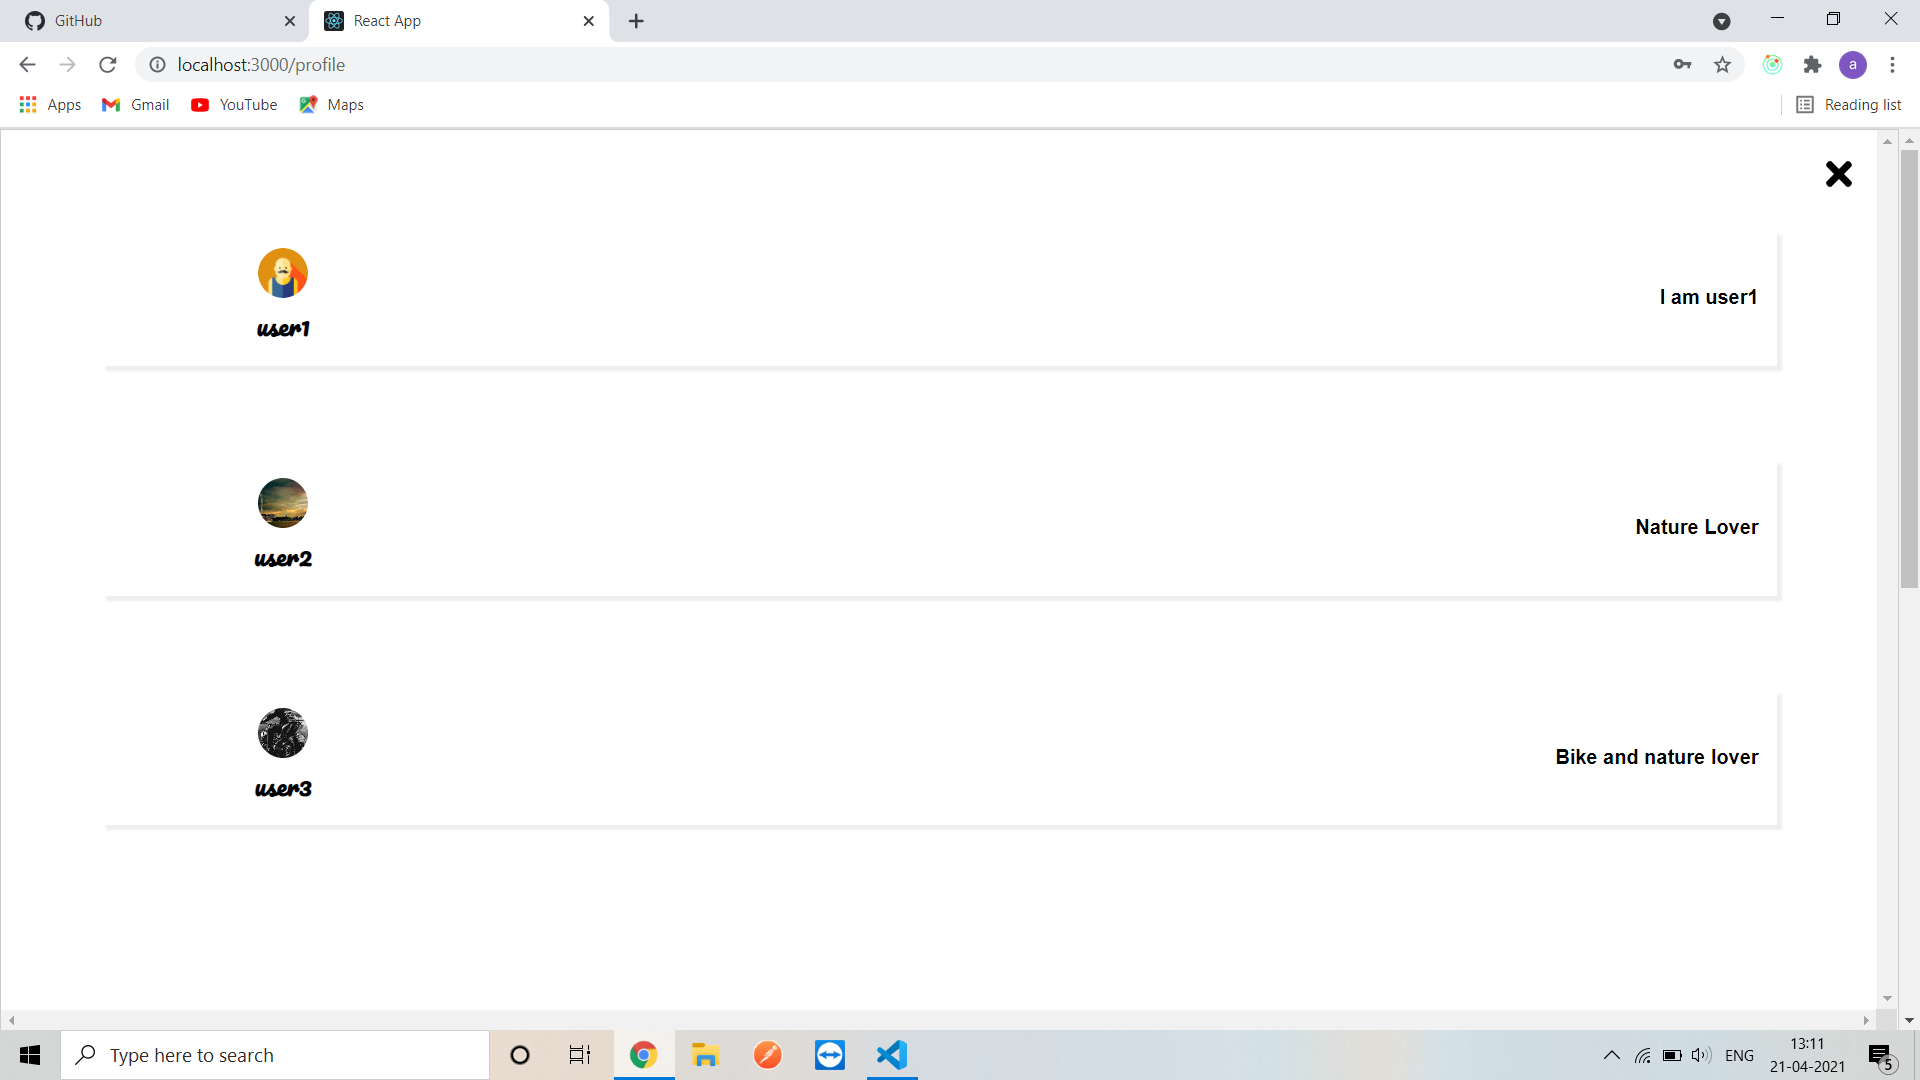 GitHub
React App
localhost:3000/profile
a
Apps
Gmail
YouTube
Maps
Reading list
I am user1
user1
Nature Lover
user2
Bike and nature lover
user3
Type here to search
ENG
13:11
21-04-2021
5